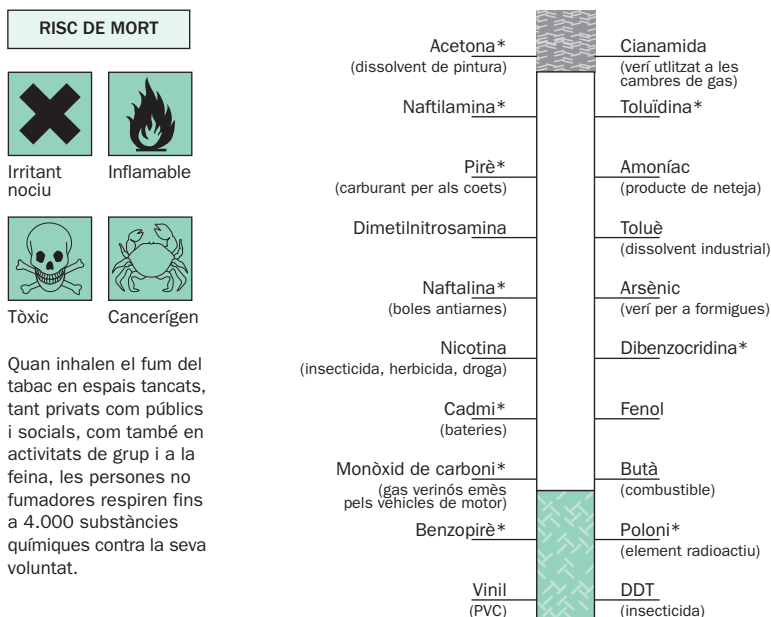 RISC DE MORT
Irritant
nociu
Inflamable
Tòxic
Cancerígen
Quan inhalen el fum del
tabac en espais tancats,
tant privats com públics
i socials, com també en
activitats de grup i a la
feina, les persones no
fumadores respiren fins
a 4.000 substàncies
químiques contra la seva
voluntat.
Acetona*
(dissolvent de pintura)
Naftilamina*
Pirè*
(carburant per als coets)
Dimetilnitrosamina
Naftalina*
(boles antiarnes)
Nicotina
(insecticida, herbicida, droga)
Cadmi*
(bateries)
Monòxid de carboni*
(gas verinós emès
pels vehicles de motor)
Benzopirè*
Vinil
(PVC)
Cianamida
(verí utlitzat a les
cambres de gas)
Toluïdina*
Amoníac
(producte de neteja)
Toluè
(dissolvent industrial)
Arsènic
(verí per a formigues)
Dibenzocridina*
Fenol
Butà
(combustible)
Poloni*
(element radioactiu)
DDT
(insecticida)